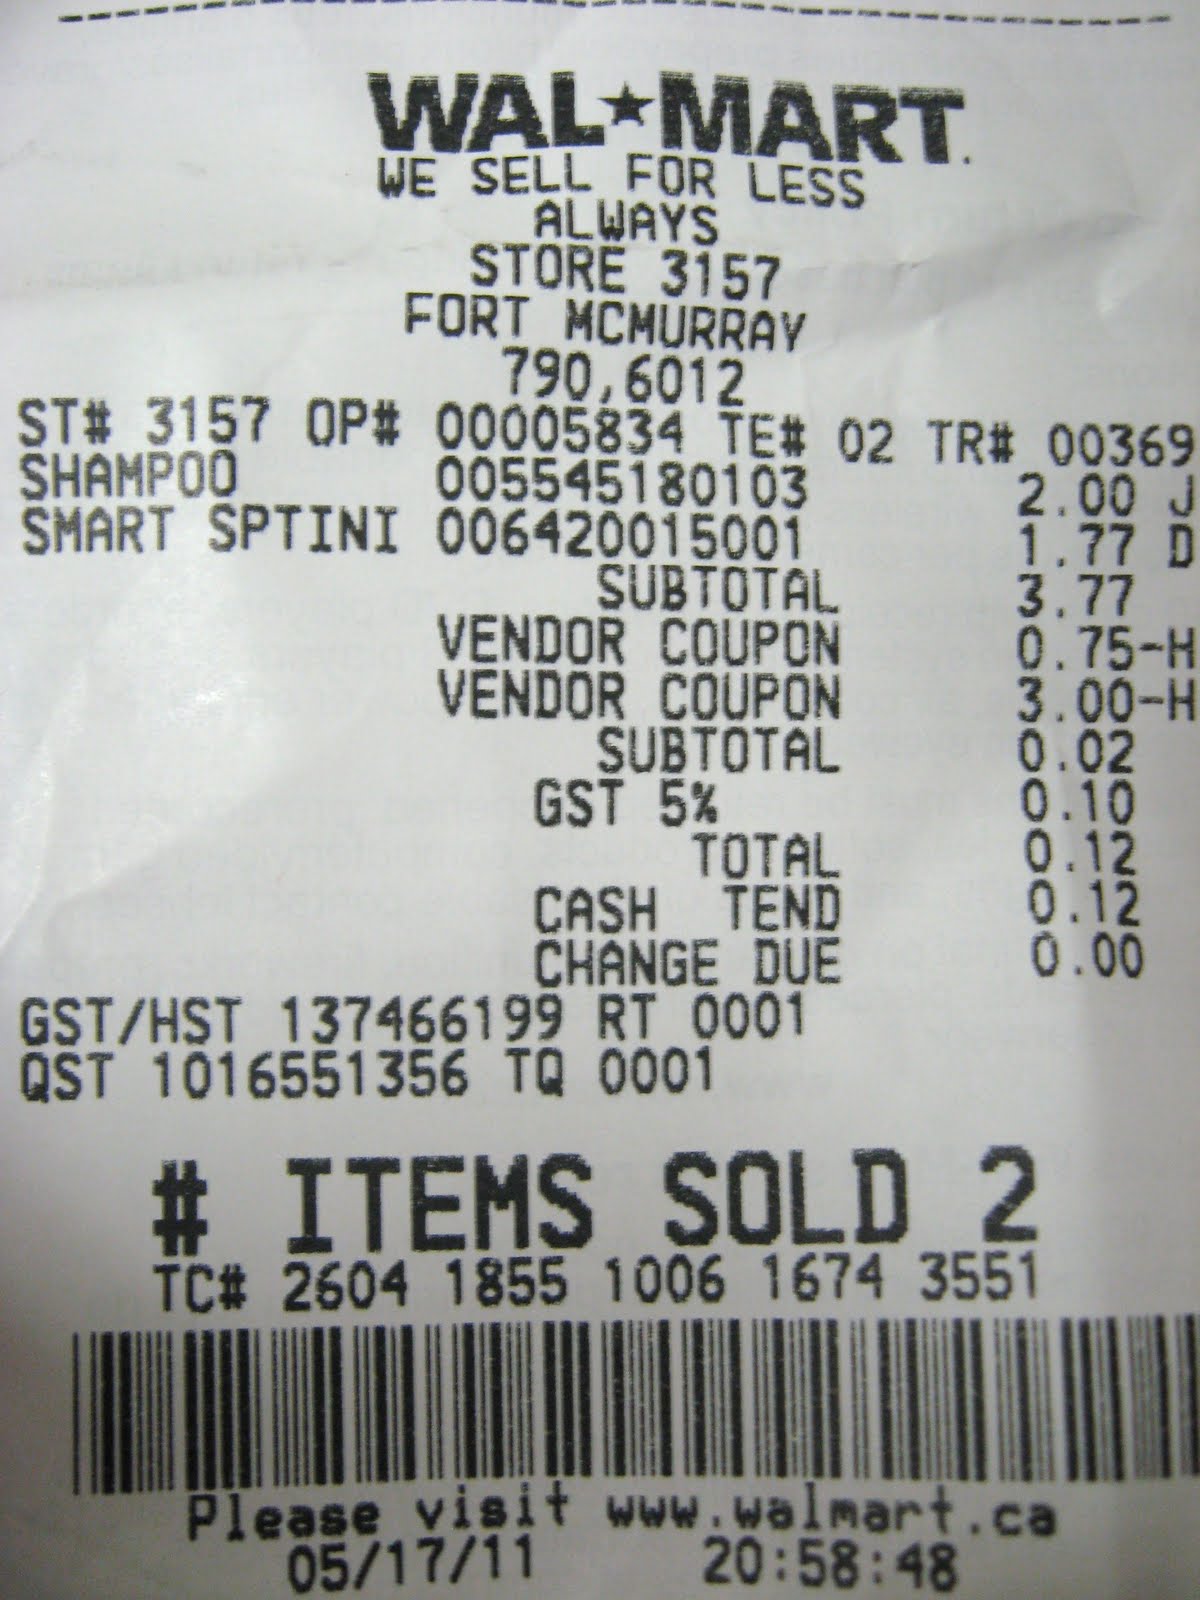 WAL★MART.
WE SELL FOR LESS
ALWAYS
STORE 3157
FORT MCMURRAY
790,6012
ST# 3157 OP# 00005834 TE# 02 TR# 00369
SHAMPOO 005545180103 2.00 J
SMART SPTINI 006420015001 1.77 D
SUBTOTAL 3.77
VENDOR COUPON 0.75-H
VENDOR COUPON 3.00-H
SUBTOTAL 0.02
GST 5% 0.10
TOTAL 0.12
CASH TEND 0.12
CHANGE DUE 0.00
GST/HST 137466199 RT 0001
QST 1016551356 TQ 0001
# ITEMS SOLD 2
TC# 2604 1855 1006 1674 3551
Please visit www.walmart.ca
05/17/11 20:58:48